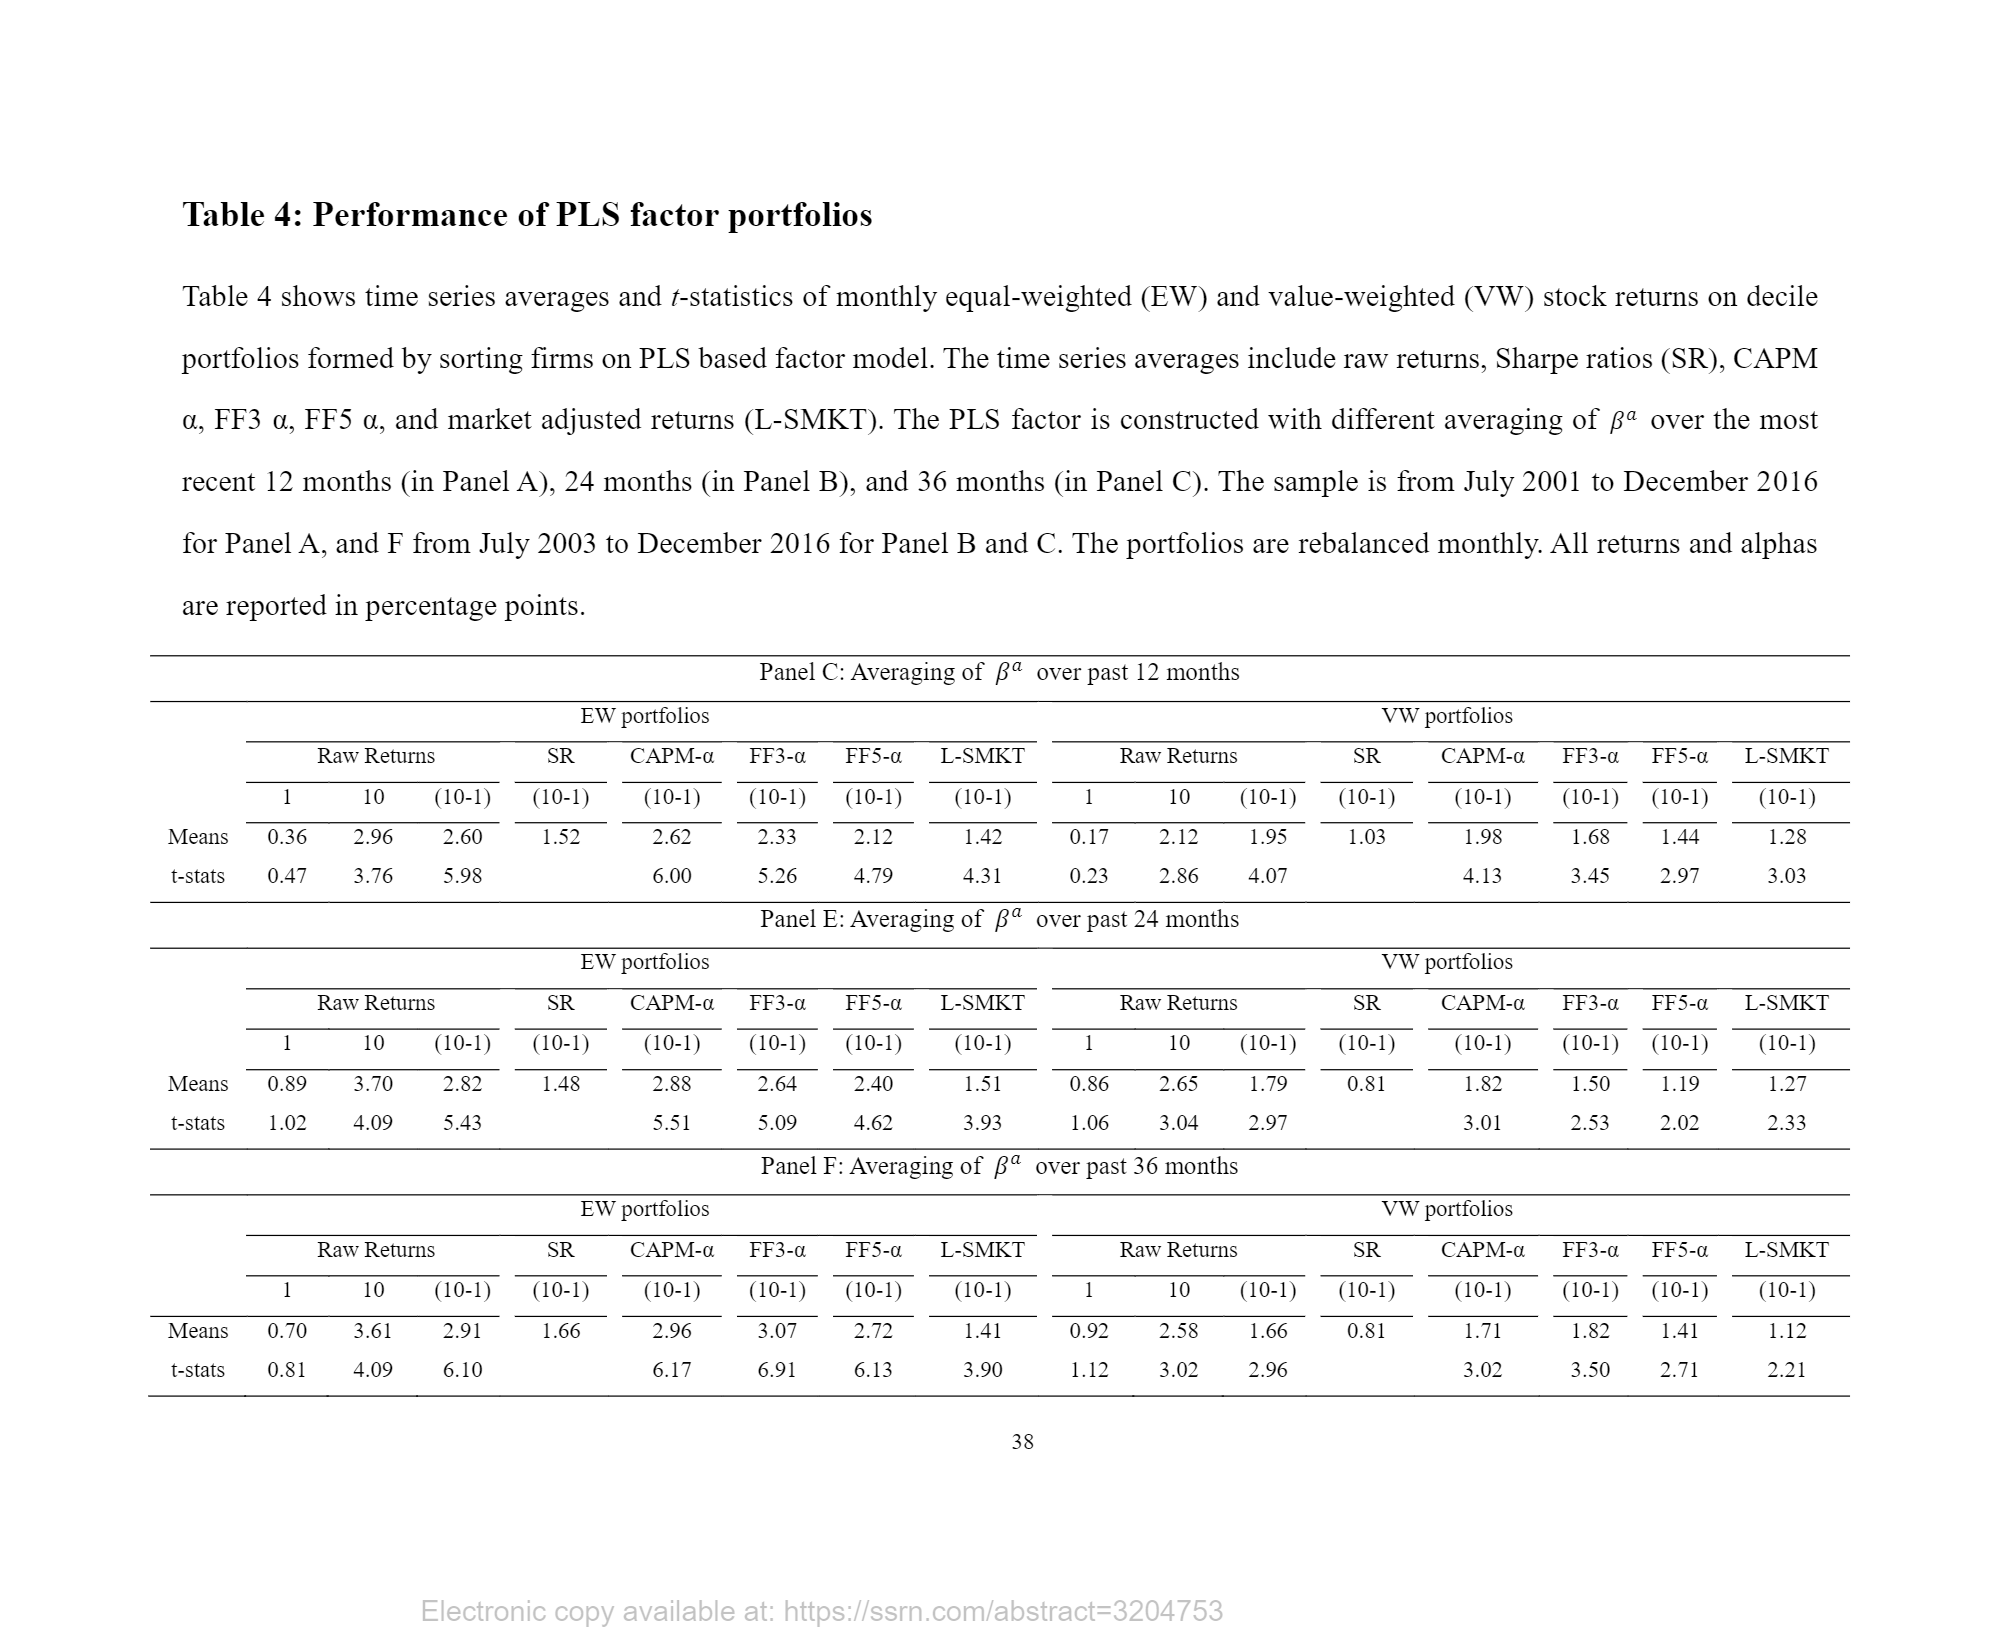 Table 4: Performance of PLS factor portfolios
Table 4 shows time series averages and t-statistics of monthly equal-weighted (EW) and value-weighted (VW) stock returns on decile
portfolios formed by sorting firms on PLS based factor model. The time series averages include raw returns, Sharpe ratios (SR), CAPM
α, FF3 α, FF5 α, and market adjusted returns (L-SMKT). The PLS factor is constructed with different averaging of βᵃ over the most
recent 12 months (in Panel A), 24 months (in Panel B), and 36 months (in Panel C). The sample is from July 2001 to December 2016
for Panel A, and F from July 2003 to December 2016 for Panel B and C. The portfolios are rebalanced monthly. All returns and alphas
are reported in percentage points.
Panel C: Averaging of βᵃ over past 12 months
EW portfolios VW portfolios
Raw Returns SR CAPM-α FF3-α FF5-α L-SMKT Raw Returns SR CAPM-α FF3-α FF5-α L-SMKT
1 10 (10-1) (10-1) (10-1) (10-1) (10-1) (10-1) 1 10 (10-1) (10-1) (10-1) (10-1) (10-1) (10-1)
Means 0.36 2.96 2.60 1.52 2.62 2.33 2.12 1.42 0.17 2.12 1.95 1.03 1.98 1.68 1.44 1.28
t-stats 0.47 3.76 5.98 6.00 5.26 4.79 4.31 0.23 2.86 4.07 4.13 3.45 2.97 3.03
Panel E: Averaging of βᵃ over past 24 months
EW portfolios VW portfolios
Raw Returns SR CAPM-α FF3-α FF5-α L-SMKT Raw Returns SR CAPM-α FF3-α FF5-α L-SMKT
1 10 (10-1) (10-1) (10-1) (10-1) (10-1) (10-1) 1 10 (10-1) (10-1) (10-1) (10-1) (10-1) (10-1)
Means 0.89 3.70 2.82 1.48 2.88 2.64 2.40 1.51 0.86 2.65 1.79 0.81 1.82 1.50 1.19 1.27
t-stats 1.02 4.09 5.43 5.51 5.09 4.62 3.93 1.06 3.04 2.97 3.01 2.53 2.02 2.33
Panel F: Averaging of βᵃ over past 36 months
EW portfolios VW portfolios
Raw Returns SR CAPM-α FF3-α FF5-α L-SMKT Raw Returns SR CAPM-α FF3-α FF5-α L-SMKT
1 10 (10-1) (10-1) (10-1) (10-1) (10-1) (10-1) 1 10 (10-1) (10-1) (10-1) (10-1) (10-1) (10-1)
Means 0.70 3.61 2.91 1.66 2.96 3.07 2.72 1.41 0.92 2.58 1.66 0.81 1.71 1.82 1.41 1.12
t-stats 0.81 4.09 6.10 6.17 6.91 6.13 3.90 1.12 3.02 2.96 3.02 3.50 2.71 2.21
38
Electronic copy available at: https://ssrn.com/abstract=3204753